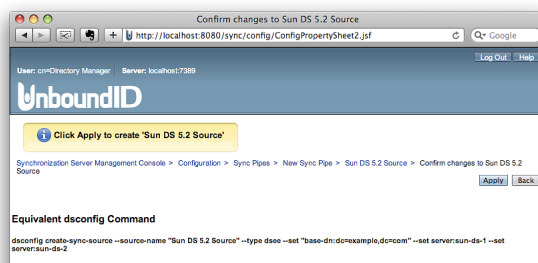 Confirm changes to Sun DS 5.2 Source
http://localhost:8080/sync/config/ConfigPropertySheet2.jsf
Google
Log Out Help
User: cn=Directory Manager Server: localhost:7389
UnboundID
Click Apply to create 'Sun DS 5.2 Source'
Synchronization Server Management Console > Configuration > Sync Pipes > New Sync Pipe > Sun DS 5.2 Source > Confirm changes to Sun DS 5.2
Source
Apply Back
Equivalent dsconfig Command
dsconfig create-sync-source --source-name "Sun DS 5.2 Source" --type dsee --set "base-dn:dc=example,dc=com" --set server:sun-ds-1 --set
server:sun-ds-2